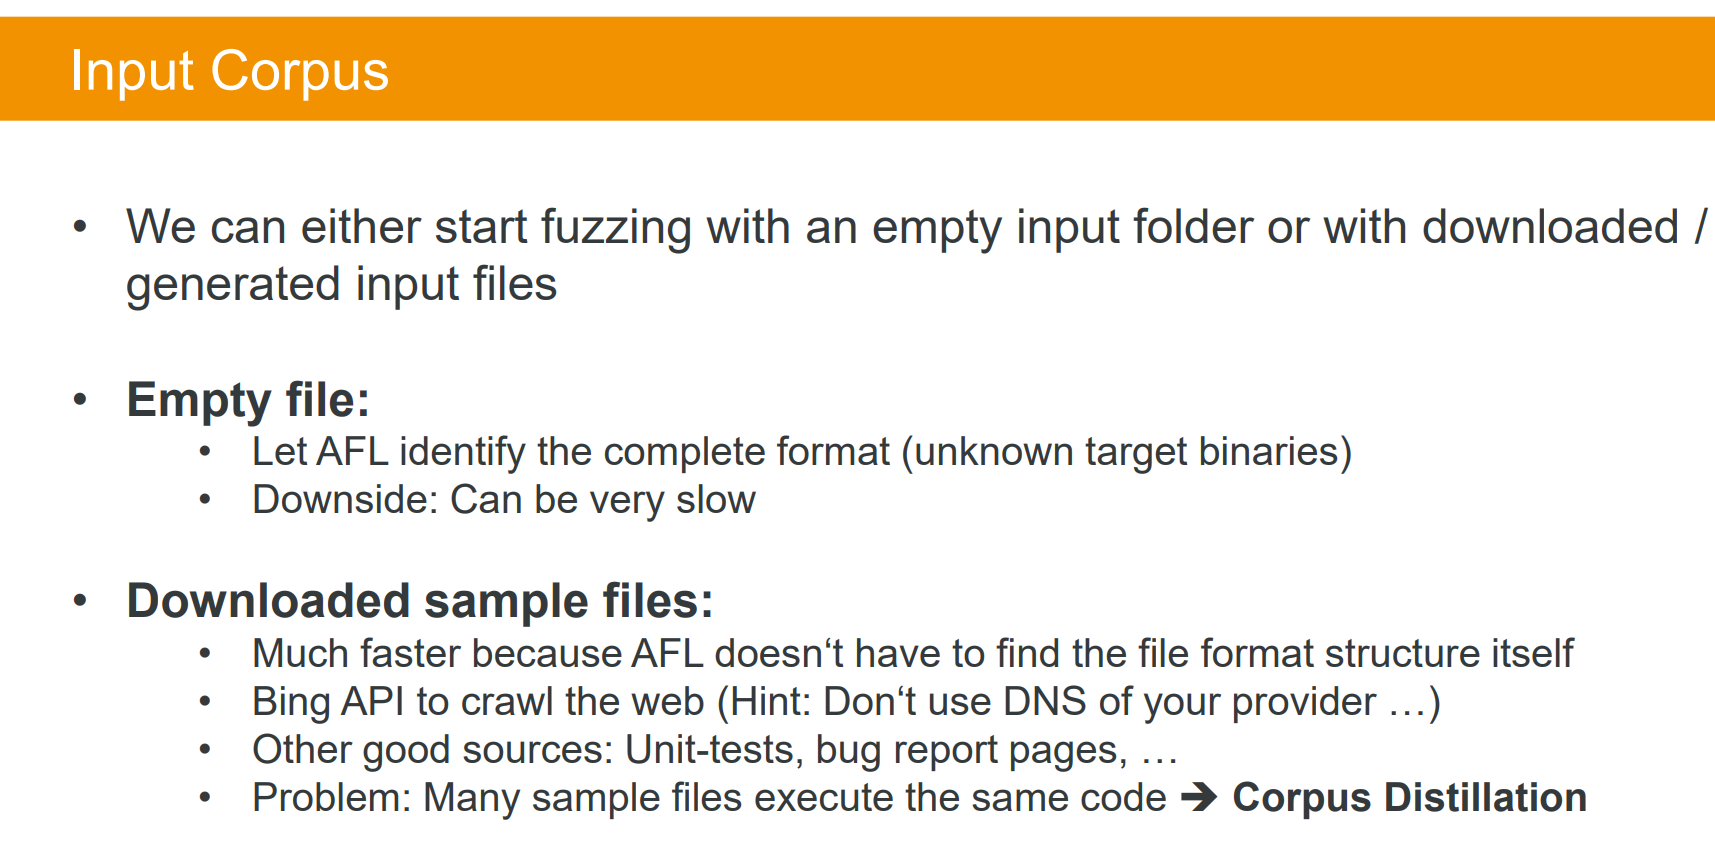 Input Corpus
• We can either start fuzzing with an empty input folder or with downloaded /
generated input files
• Empty file:
• Let AFL identify the complete format (unknown target binaries)
• Downside: Can be very slow
• Downloaded sample files:
• Much faster because AFL doesn‘t have to find the file format structure itself
• Bing API to crawl the web (Hint: Don‘t use DNS of your provider …)
• Other good sources: Unit-tests, bug report pages, …
• Problem: Many sample files execute the same code ➔ Corpus Distillation